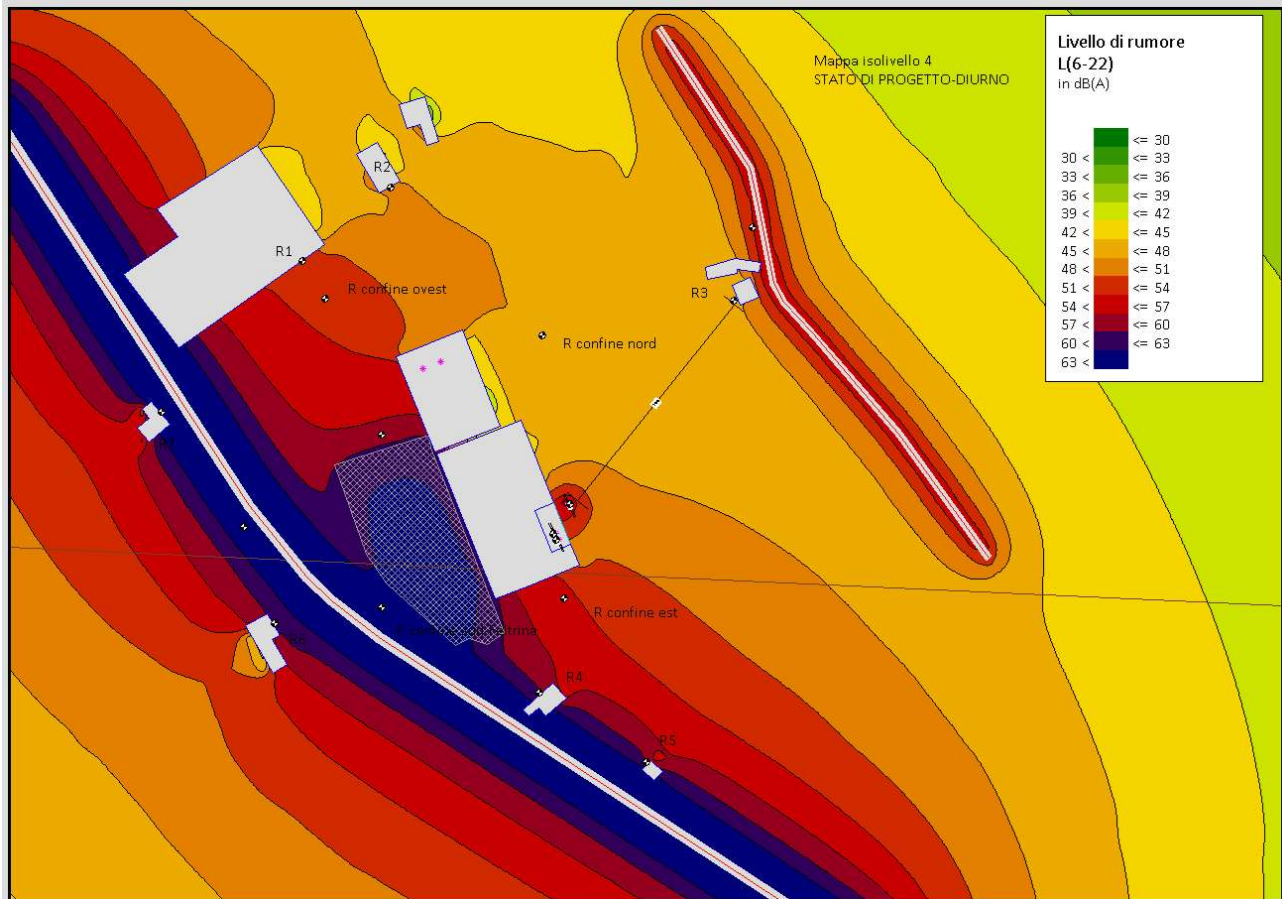 Mappa isolivello 4
STATO DI PROGETTO-DIURNO
Livello di rumore
L(6-22)
in dB(A)
<= 30
30 < <= 33
33 < <= 36
36 < <= 39
39 < <= 42
42 < <= 45
45 < <= 48
48 < <= 51
51 < <= 54
54 < <= 57
57 < <= 60
60 < <= 63
63 <
R2
R1
R confine ovest
R3
R confine nord
R confine est
R6
R4
R5